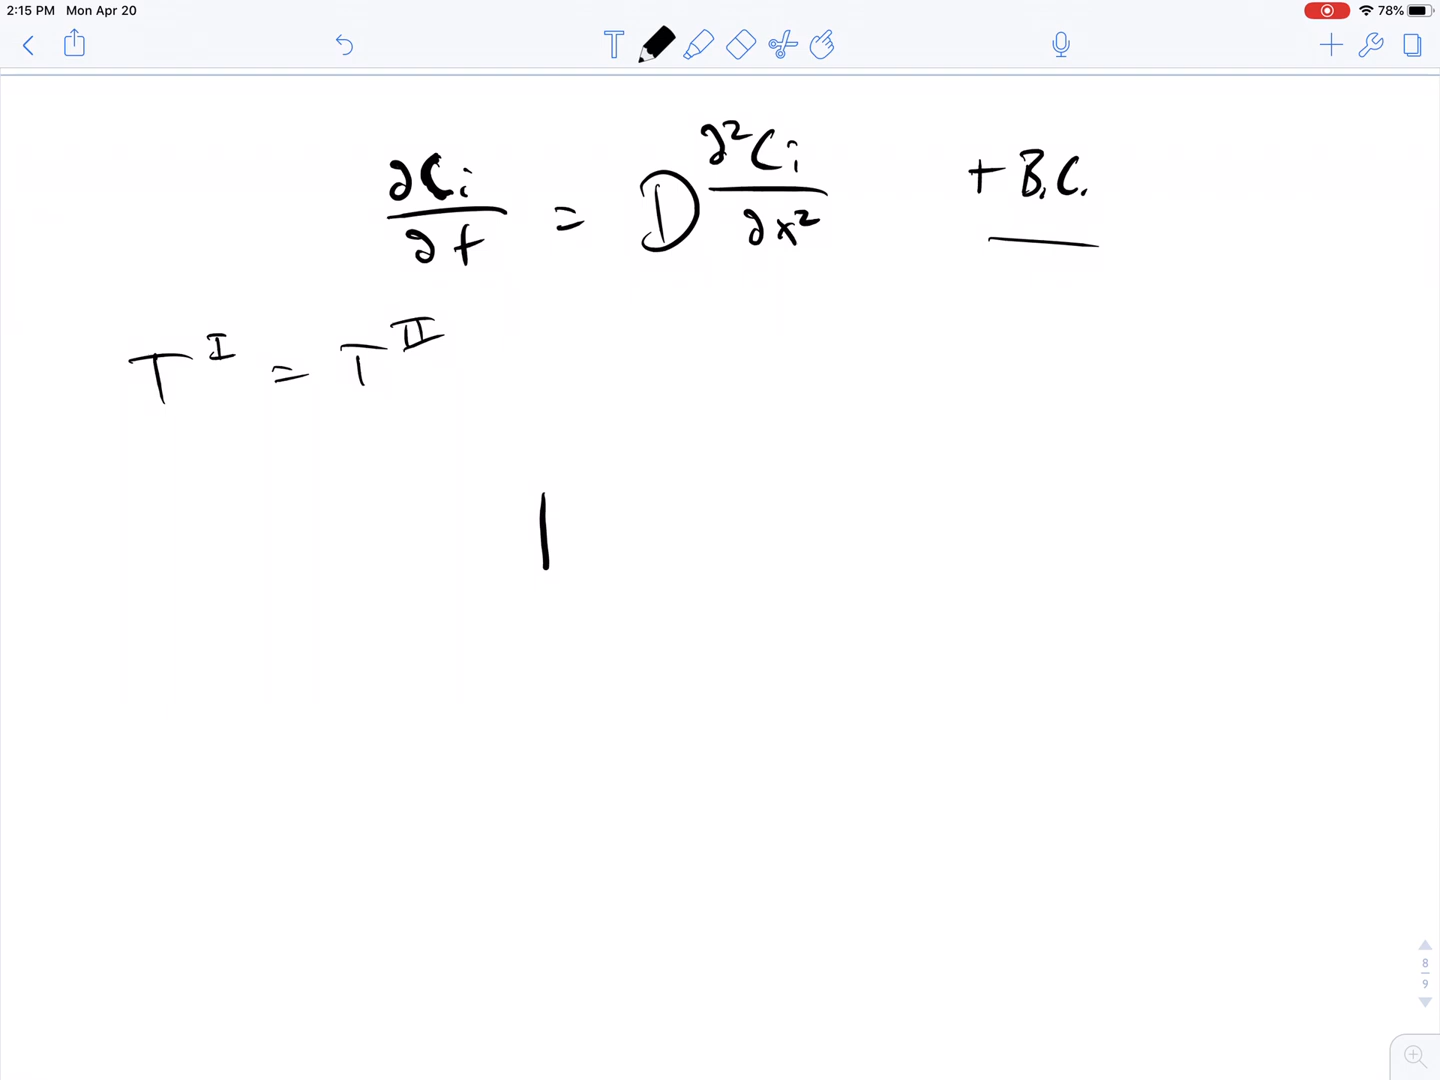 2:15 PM Mon Apr 20 78%
T
∂Ci/∂t = D ∂²Ci/∂x² + B.C.
T^I = T^II
8
9